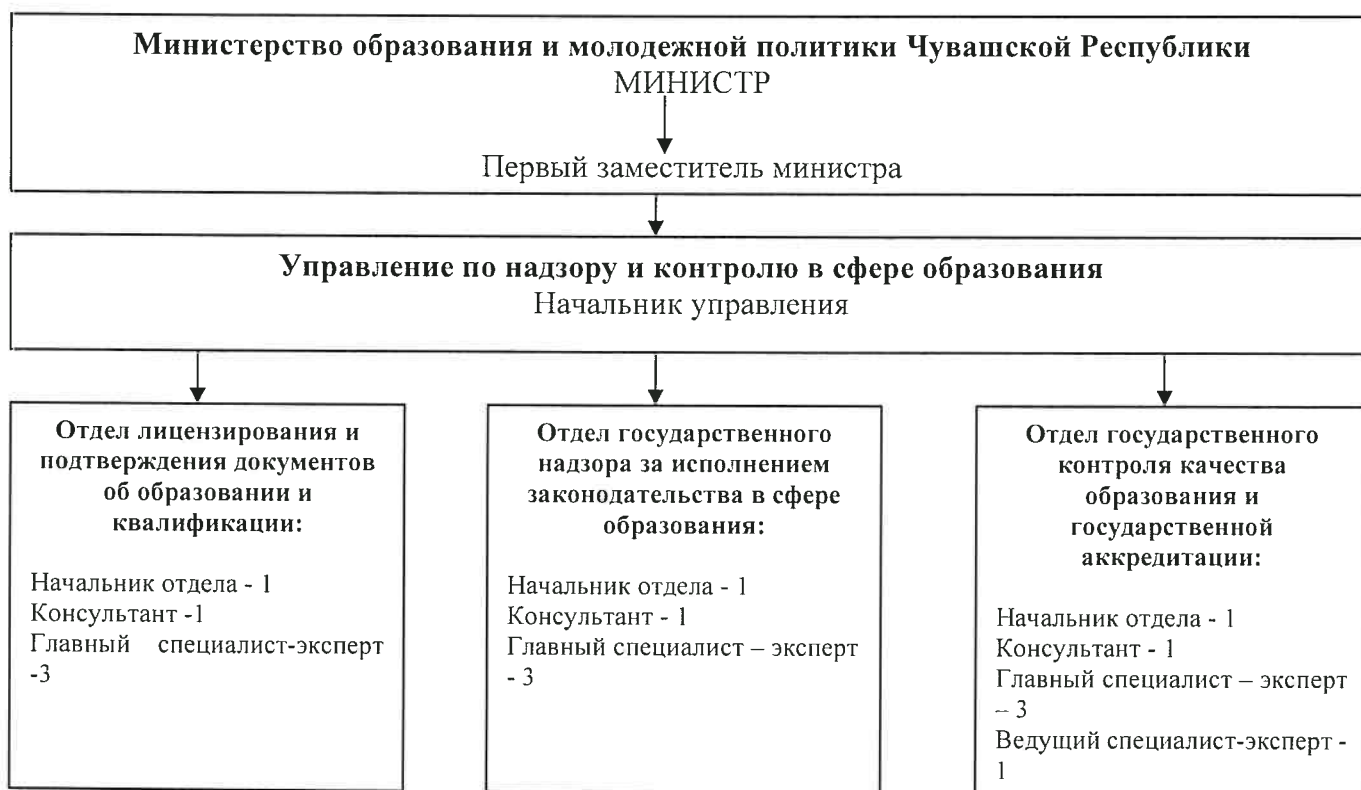 Министерство образования и молодежной политики Чувашской Республики
МИНИСТР
Первый заместитель министра
Управление по надзору и контролю в сфере образования
Начальник управления
Отдел лицензирования и
подтверждения документов
об образовании и
квалификации:
Начальник отдела - 1
Консультант -1
Главный специалист-эксперт
-3
Отдел государственного
надзора за исполнением
законодательства в сфере
образования:
Начальник отдела - 1
Консультант - 1
Главный специалист – эксперт
- 3
Отдел государственного
контроля качества
образования и
государственной
аккредитации:
Начальник отдела - 1
Консультант - 1
Главный специалист – эксперт
– 3
Ведущий специалист-эксперт -
1